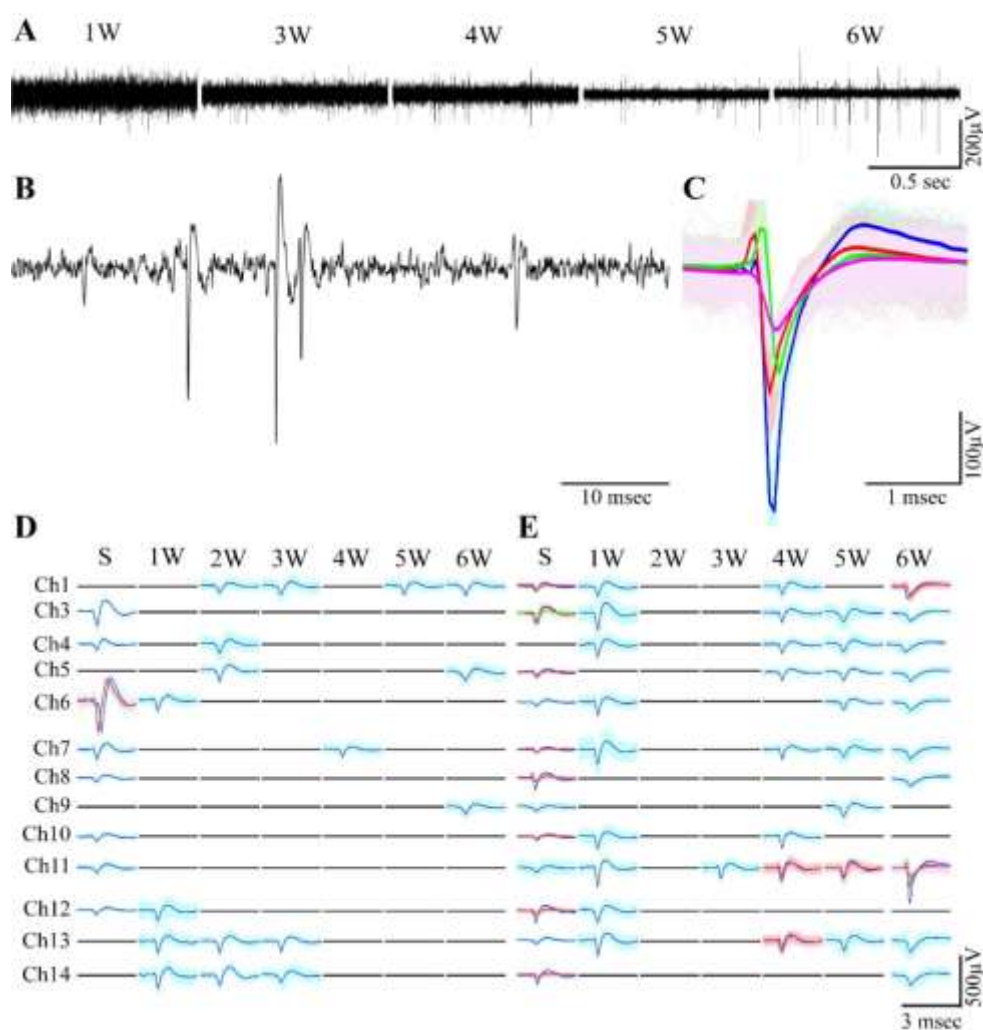 A
1W 3W 4W 5W 6W
200μV
0.5 sec
B
C
10 msec
100μV
1 msec
D
E
S 1W 2W 3W 4W 5W 6W S 1W 2W 3W 4W 5W 6W
Ch1
Ch3
Ch4
Ch5
Ch6
Ch7
Ch8
Ch9
Ch10
Ch11
Ch12
Ch13
Ch14
500μV
3 msec